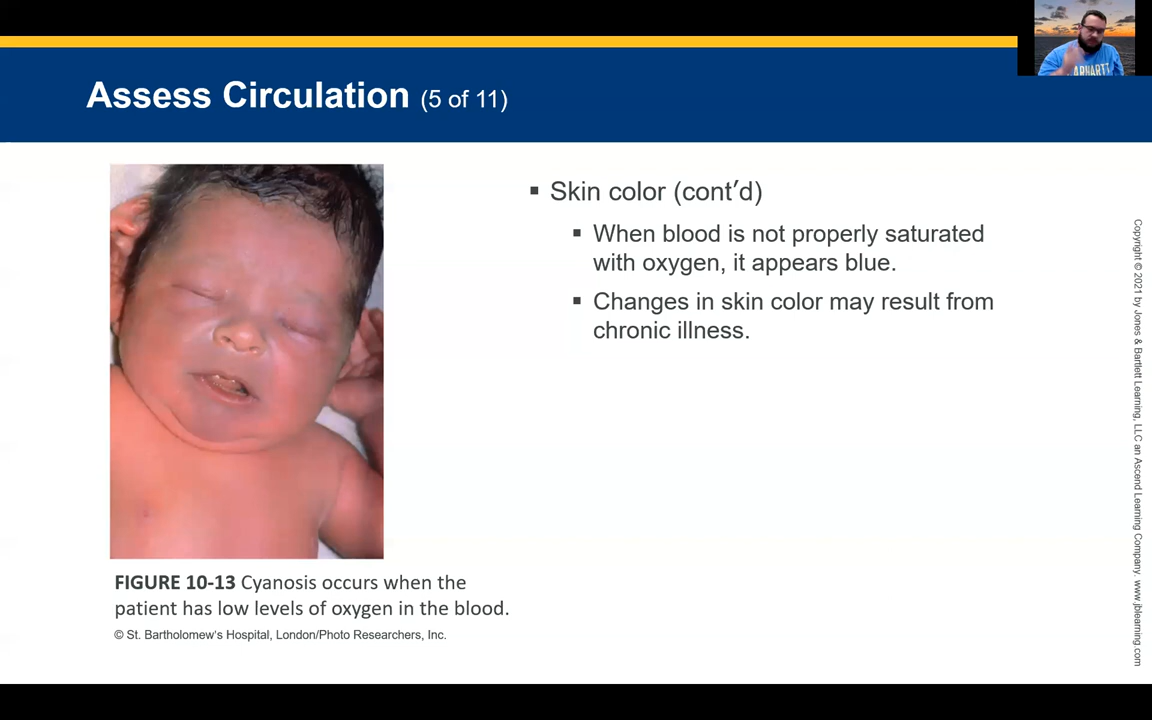 Assess Circulation (5 of 11)
▪ Skin color (cont′d)
▪ When blood is not properly saturated
with oxygen, it appears blue.
▪ Changes in skin color may result from
chronic illness.
FIGURE 10-13 Cyanosis occurs when the
patient has low levels of oxygen in the blood.
© St. Bartholomew's Hospital, London/Photo Researchers, Inc.
Copyright © 2021 by Jones & Bartlett Learning, LLC an Ascend Learning Company. www.jblearning.com